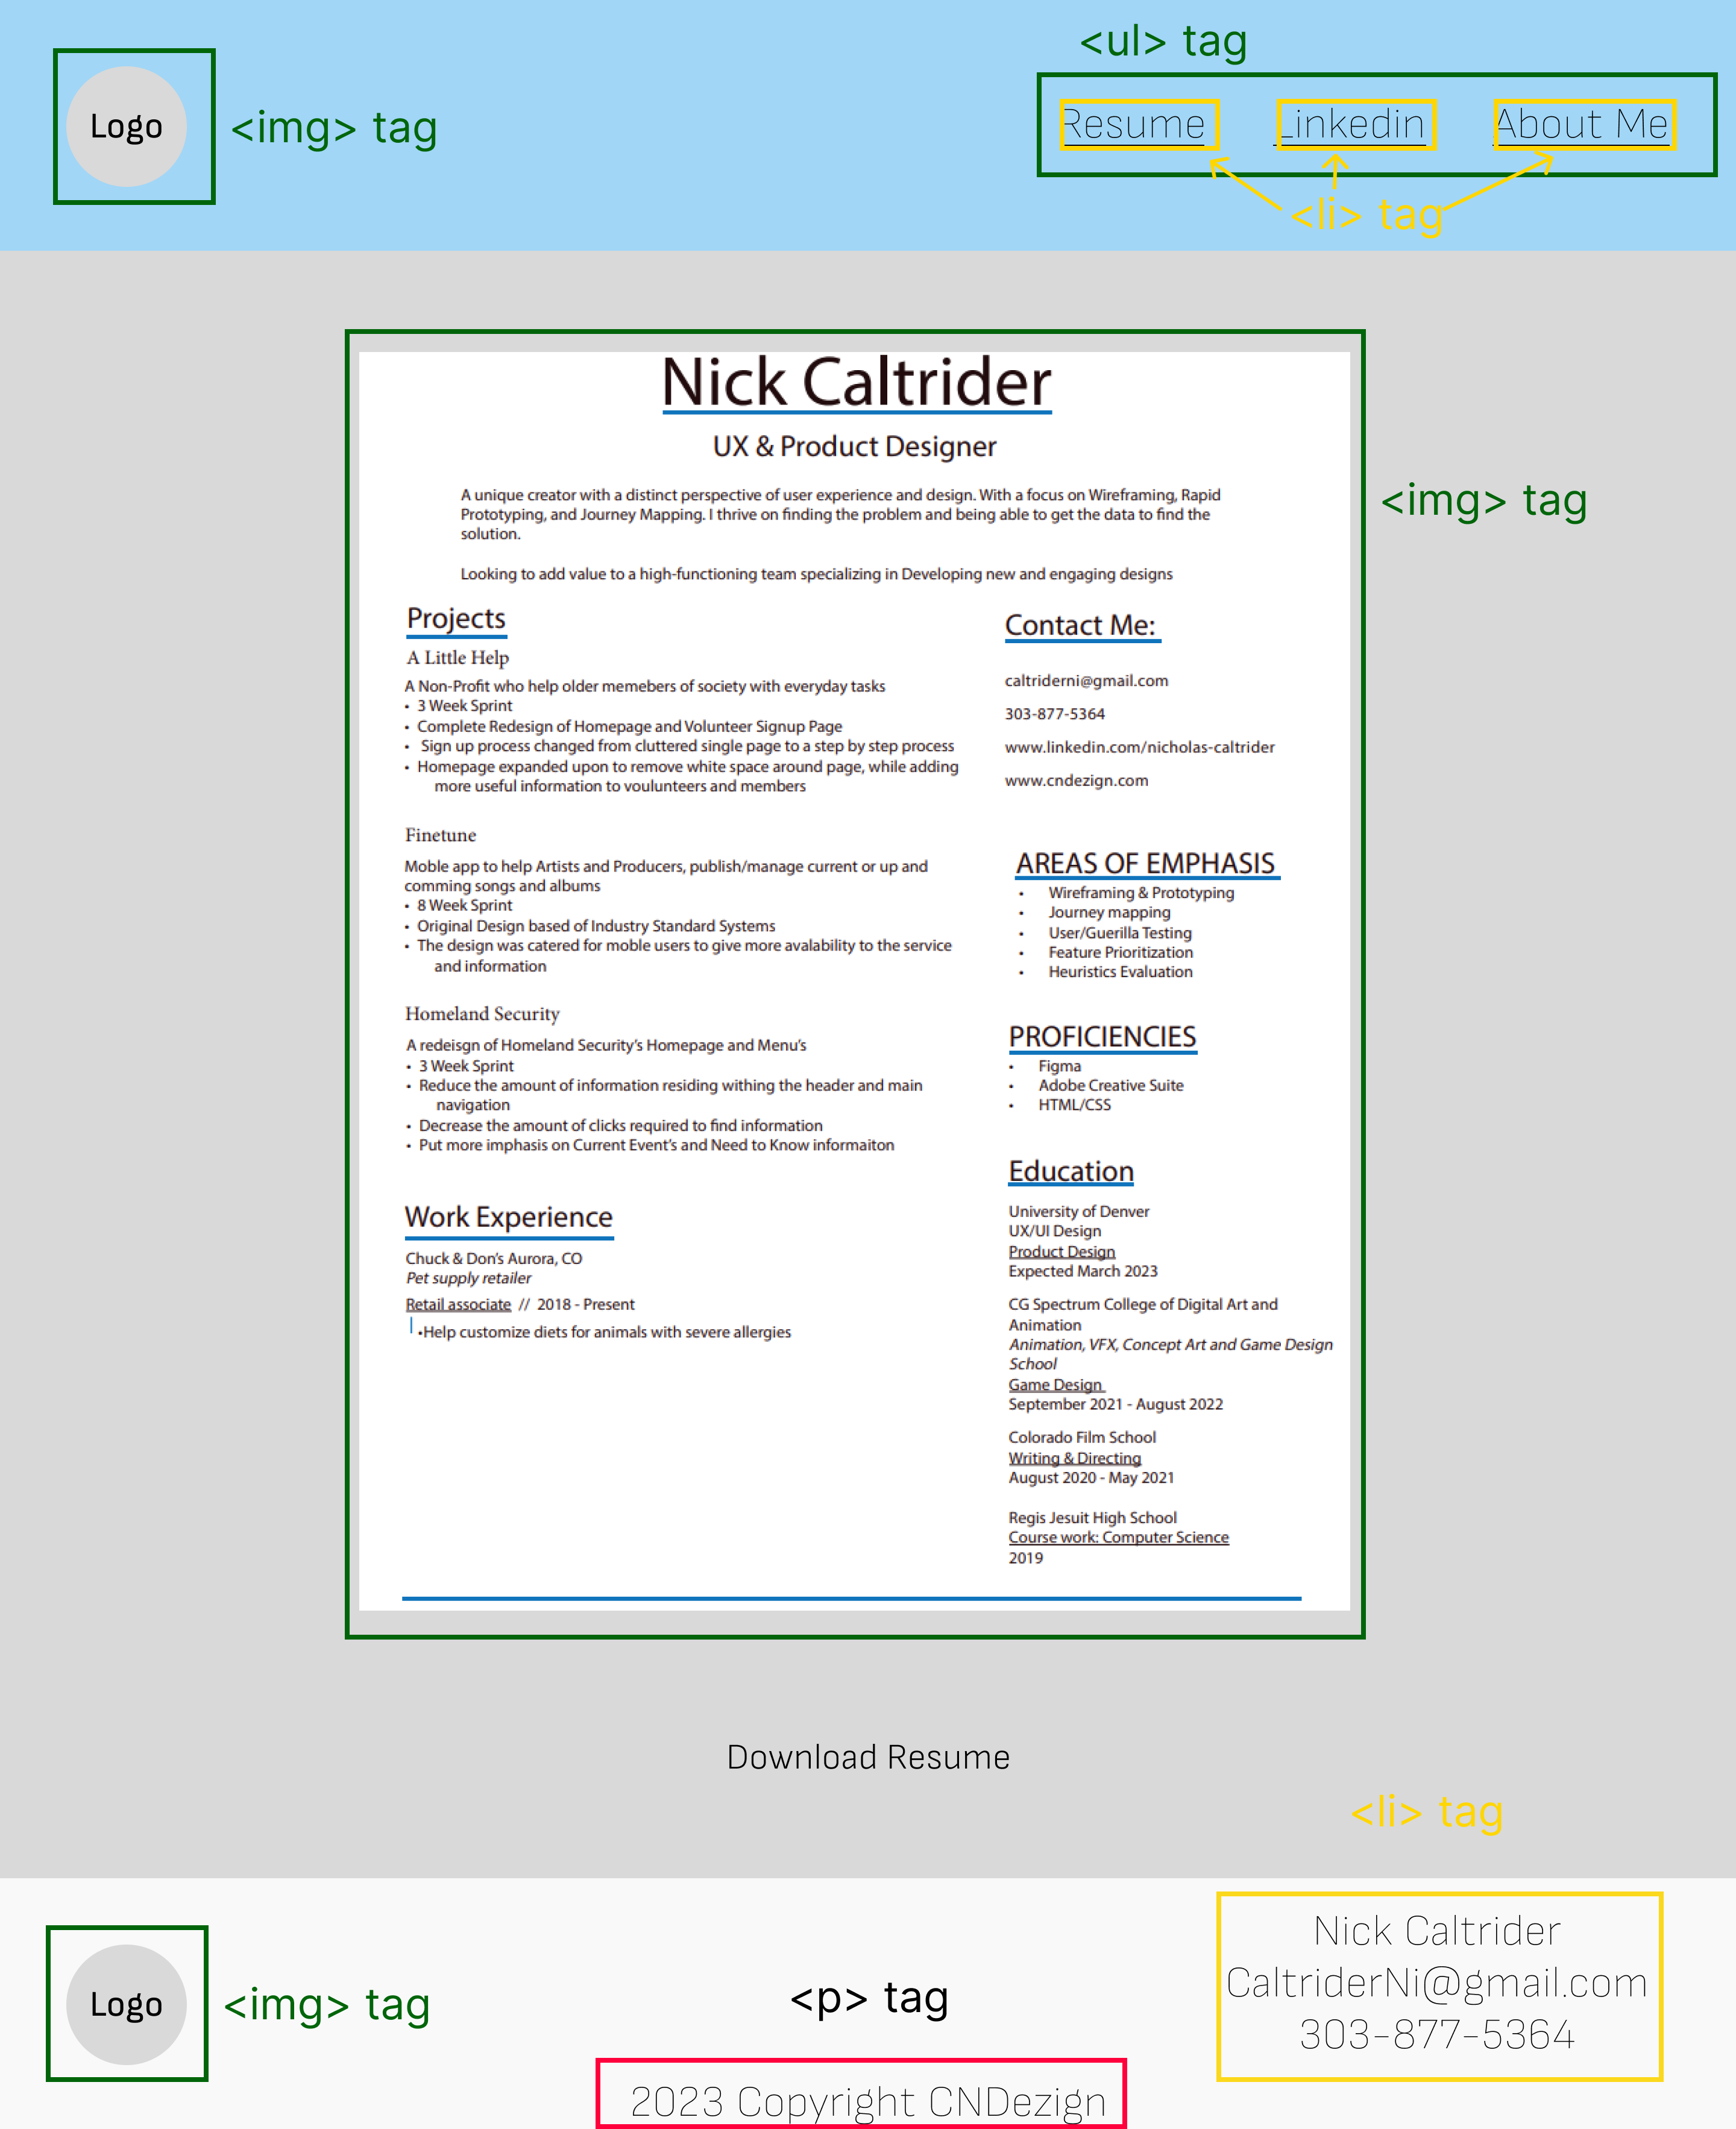 <ul> tag
Logo
<img> tag
Resume
Linkedin
About Me
<li> tag
Nick Caltrider
UX & Product Designer
A unique creator with a distinct perspective of user experience and design. With a focus on Wireframing, Rapid
Prototyping, and Journey Mapping. I thrive on finding the problem and being able to get the data to find the
solution.
Looking to add value to a high-functioning team specializing in Developing new and engaging designs
<img> tag
Projects
A Little Help
A Non-Profit who help older memebers of society with everyday tasks
• 3 Week Sprint
• Complete Redesign of Homepage and Volunteer Signup Page
• Sign up process changed from cluttered single page to a step by step process
• Homepage expanded upon to remove white space around page, while adding
more useful information to voulunteers and members
Finetune
Moble app to help Artists and Producers, publish/manage current or up and
comming songs and albums
• 8 Week Sprint
• Original Design based of Industry Standard Systems
• The design was catered for moble users to give more avalability to the service
and information
Homeland Security
A redeisgn of Homeland Security's Homepage and Menu's
• 3 Week Sprint
• Reduce the amount of information residing withing the header and main
navigation
• Decrease the amount of clicks required to find information
• Put more imphasis on Current Event's and Need to Know informaiton
Work Experience
Chuck & Don's Aurora, CO
Pet supply retailer
Retail associate // 2018 - Present
•Help customize diets for animals with severe allergies
Contact Me:
caltriderni@gmail.com
303-877-5364
www.linkedin.com/nicholas-caltrider
www.cndezign.com
AREAS OF EMPHASIS
• Wireframing & Prototyping
• Journey mapping
• User/Guerilla Testing
• Feature Prioritization
• Heuristics Evaluation
PROFICIENCIES
• Figma
• Adobe Creative Suite
• HTML/CSS
Education
University of Denver
UX/UI Design
Product Design
Expected March 2023
CG Spectrum College of Digital Art and
Animation
Animation, VFX, Concept Art and Game Design
School
Game Design
September 2021 - August 2022
Colorado Film School
Writing & Directing
August 2020 - May 2021
Regis Jesuit High School
Course work: Computer Science
2019
Download Resume
<li> tag
Logo
<img> tag
<p> tag
2023 Copyright CNDezign
Nick Caltrider
CaltriderNi@gmail.com
303-877-5364